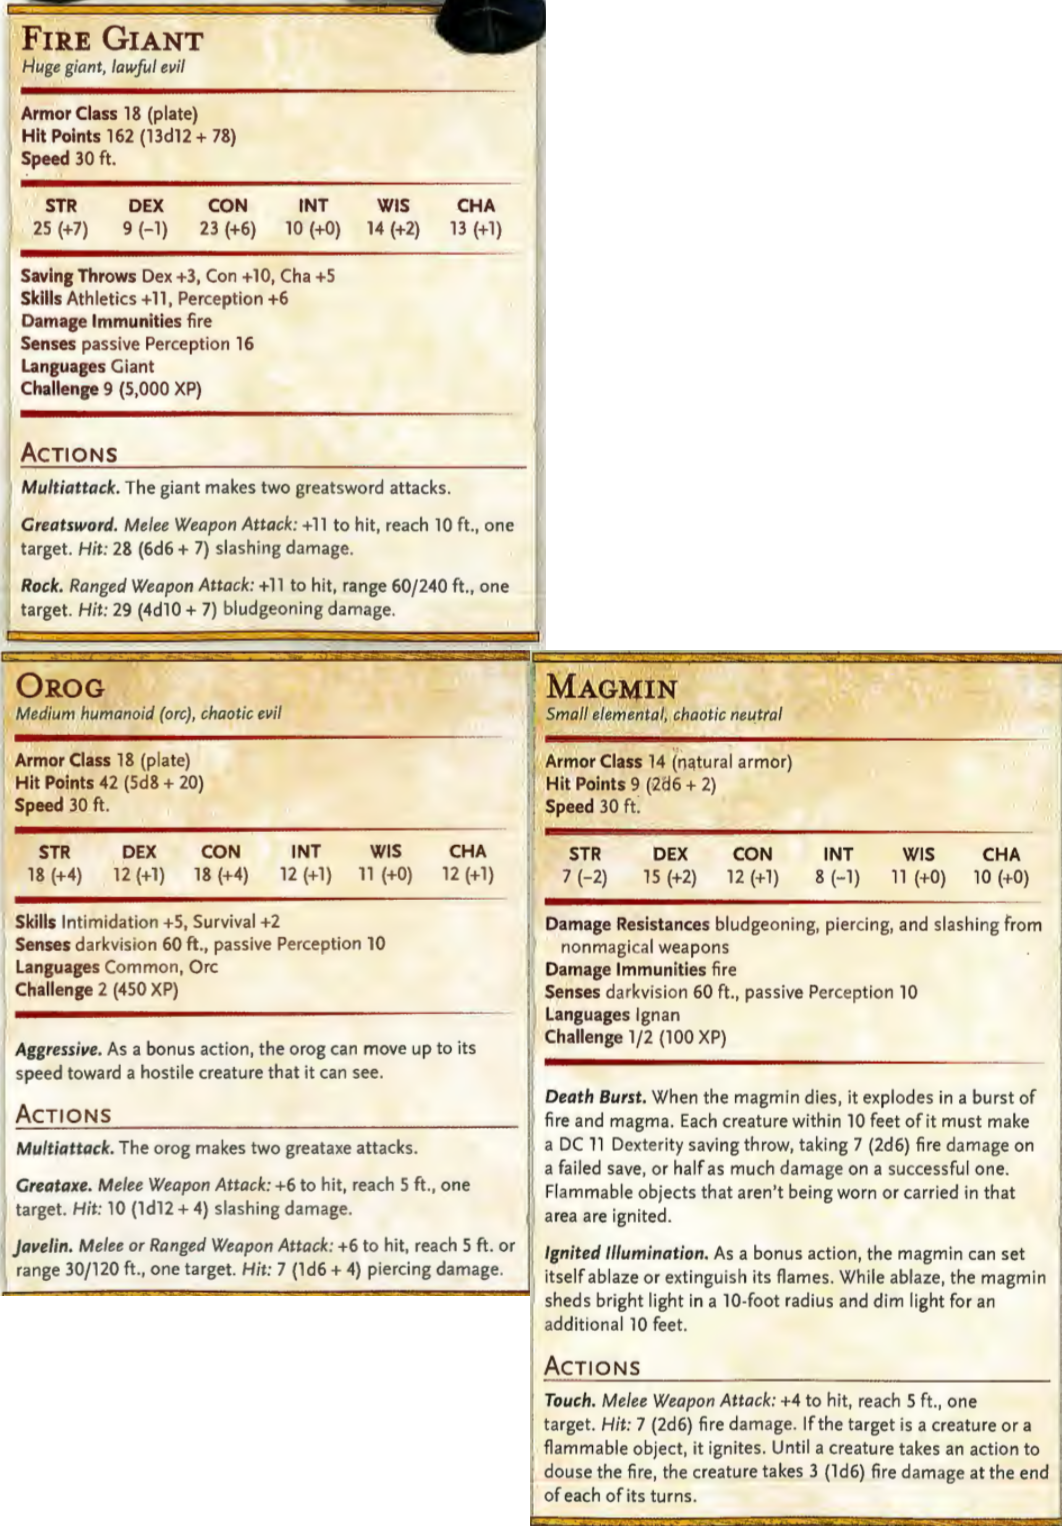 FIRE GIANT
Huge giant, lawful evil
Armor Class 18 (plate)
Hit Points 162 (13d12 + 78)
Speed 30 ft.
STR DEX CON INT WIS CHA
25 (+7) 9 (−1) 23 (+6) 10 (+0) 14 (+2) 13 (+1)
Saving Throws Dex +3, Con +10, Cha +5
Skills Athletics +11, Perception +6
Damage Immunities fire
Senses passive Perception 16
Languages Giant
Challenge 9 (5,000 XP)
ACTIONS
Multiattack. The giant makes two greatsword attacks.
Greatsword. Melee Weapon Attack: +11 to hit, reach 10 ft., one
target. Hit: 28 (6d6 + 7) slashing damage.
Rock. Ranged Weapon Attack: +11 to hit, range 60/240 ft., one
target. Hit: 29 (4d10 + 7) bludgeoning damage.
OROG
Medium humanoid (orc), chaotic evil
Armor Class 18 (plate)
Hit Points 42 (5d8 + 20)
Speed 30 ft.
STR DEX CON INT WIS CHA
18 (+4) 12 (+1) 18 (+4) 12 (+1) 11 (+0) 12 (+1)
Skills Intimidation +5, Survival +2
Senses darkvision 60 ft., passive Perception 10
Languages Common, Orc
Challenge 2 (450 XP)
Aggressive. As a bonus action, the orog can move up to its
speed toward a hostile creature that it can see.
ACTIONS
Multiattack. The orog makes two greataxe attacks.
Greataxe. Melee Weapon Attack: +6 to hit, reach 5 ft., one
target. Hit: 10 (1d12 + 4) slashing damage.
Javelin. Melee or Ranged Weapon Attack: +6 to hit, reach 5 ft. or
range 30/120 ft., one target. Hit: 7 (1d6 + 4) piercing damage.
MAGMIN
Small elemental, chaotic neutral
Armor Class 14 (natural armor)
Hit Points 9 (2d6 + 2)
Speed 30 ft.
STR DEX CON INT WIS CHA
7 (−2) 15 (+2) 12 (+1) 8 (−1) 11 (+0) 10 (+0)
Damage Resistances bludgeoning, piercing, and slashing from
nonmagical weapons
Damage Immunities fire
Senses darkvision 60 ft., passive Perception 10
Languages Ignan
Challenge 1/2 (100 XP)
Death Burst. When the magmin dies, it explodes in a burst of
fire and magma. Each creature within 10 feet of it must make
a DC 11 Dexterity saving throw, taking 7 (2d6) fire damage on
a failed save, or half as much damage on a successful one.
Flammable objects that aren't being worn or carried in that
area are ignited.
Ignited Illumination. As a bonus action, the magmin can set
itself ablaze or extinguish its flames. While ablaze, the magmin
sheds bright light in a 10-foot radius and dim light for an
additional 10 feet.
ACTIONS
Touch. Melee Weapon Attack: +4 to hit, reach 5 ft., one
target. Hit: 7 (2d6) fire damage. If the target is a creature or a
flammable object, it ignites. Until a creature takes an action to
douse the fire, the creature takes 3 (1d6) fire damage at the end
of each of its turns.